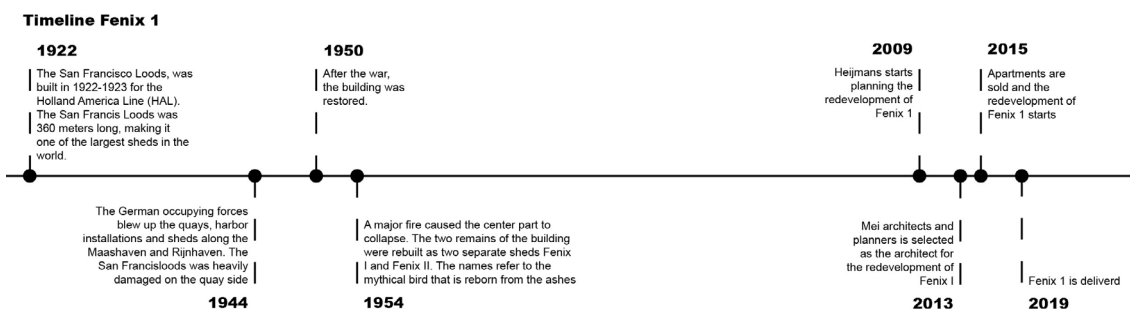 Timeline Fenix 1
1922
The San Francisco Loods, was
built in 1922-1923 for the
Holland America Line (HAL).
The San Francis Loods was
360 meters long, making it
one of the largest sheds in the
world.
1950
After the war,
the building was
restored.
2009
Heijmans starts
planning the
redevelopment of
Fenix 1
2015
Apartments are
sold and the
redevelopment of
Fenix 1 starts
The German occupying forces
blew up the quays, harbor
installations and sheds along the
Maashaven and Rijnhaven. The
San Francisloods was heavily
damaged on the quay side
1944
A major fire caused the center part to
collapse. The two remains of the building
were rebuilt as two separate sheds Fenix
I and Fenix II. The names refer to the
mythical bird that is reborn from the ashes
1954
Mei architects and
planners is selected
as the architect for
the redevelopment of
Fenix I
2013
Fenix 1 is deliverd
2019